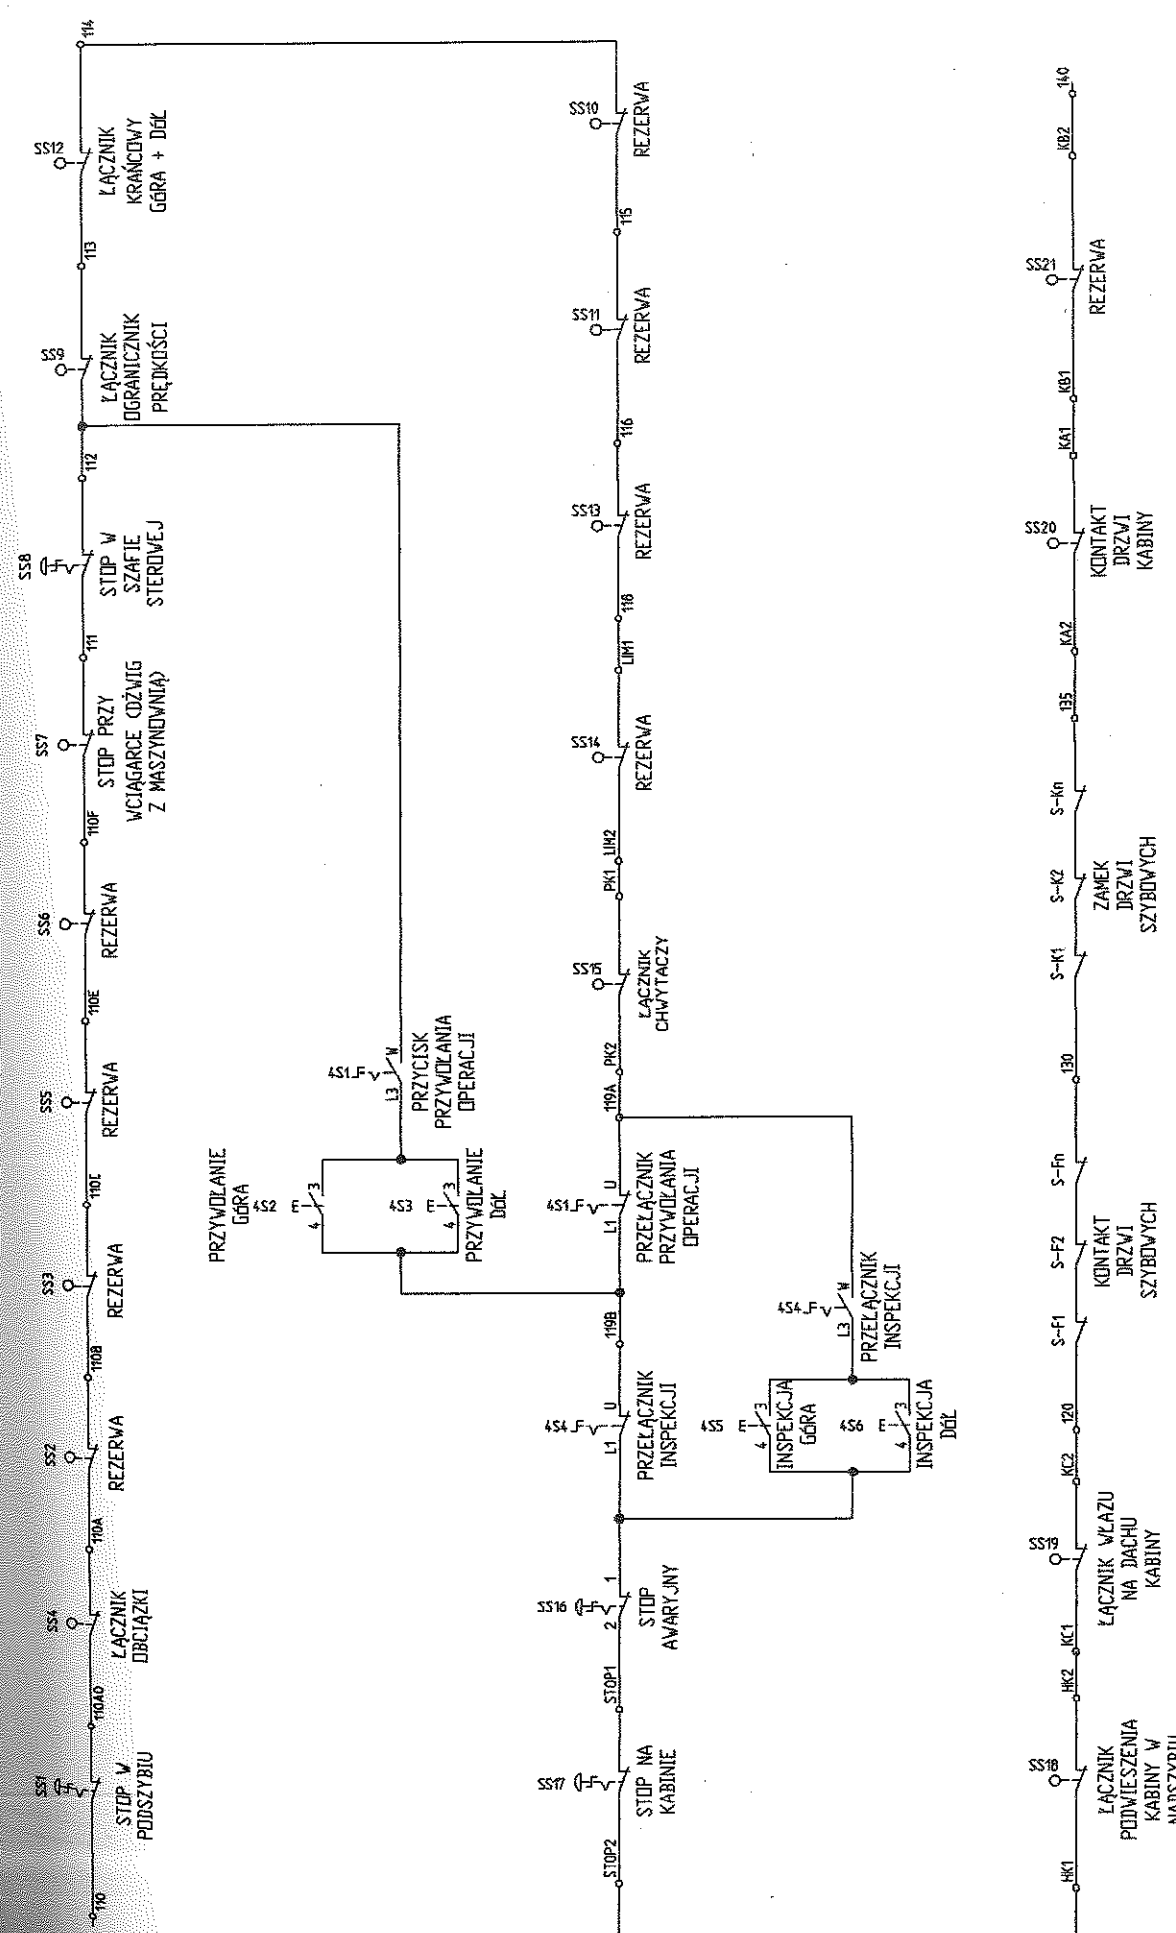 110
SS1
STOP W
PODSZYBIU
110A0
SS4
ŁĄCZNIK
OBCIĄŻKI
110A
SS2
REZERWA
110B
SS3
REZERWA
SS5
REZERWA
110E
SS6
REZERWA
110F
SS7
STOP PRZY
WCIĄGARCE (DŹWIG
Z MASZYNOWNIĄ)
111
SS8
STOP W
SZAFIE
STEROWEJ
112
SS9
ŁĄCZNIK
OGRANICZNIK
PRĘDKOŚCI
113
SS12
ŁĄCZNIK
KRAŃCOWY
GÓRA + DÓŁ
114
PRZYWOŁANIE
GÓRA
4S2
E
4
3
4S3
E
4
3
PRZYWOŁANIE
DÓŁ
4S1
F
L3
W
PRZYCISK
PRZYWOŁANIA
OPERACJI
STOP2
SS17
STOP NA
KABINIE
STOP1
SS16
2
1
STOP
AWARYJNY
4S4
F
L1
U
PRZEŁĄCZNIK
INSPEKCJI
119B
4S1
F
L1
U
PRZEŁĄCZNIK
PRZYWOŁANIA
OPERACJI
119A
PK2
SS15
ŁĄCZNIK
CHWYTACZY
PK1
LIM2
SS14
REZERWA
LIM1
118
SS13
REZERWA
116
SS11
REZERWA
115
SS10
REZERWA
4S5
E
4
3
INSPEKCJA
GÓRA
4S6
E
4
3
INSPEKCJA
DÓŁ
4S4
F
L3
W
PRZEŁĄCZNIK
INSPEKCJI
HK1
SS18
ŁĄCZNIK
PODWIESZENIA
KABINY W
NADSZYBIU
HK2
KC1
SS19
ŁĄCZNIK WŁAZU
NA DACHU
KABINY
KC2
120
S-F1
S-F2
S-Fn
KONTAKT
DRZWI
SZYBOWYCH
130
S-K1
S-K2
S-Kn
ZAMEK
DRZWI
SZYBOWYCH
135
KA2
SS20
KONTAKT
DRZWI
KABINY
KA1
KB1
SS21
REZERWA
KB2
140